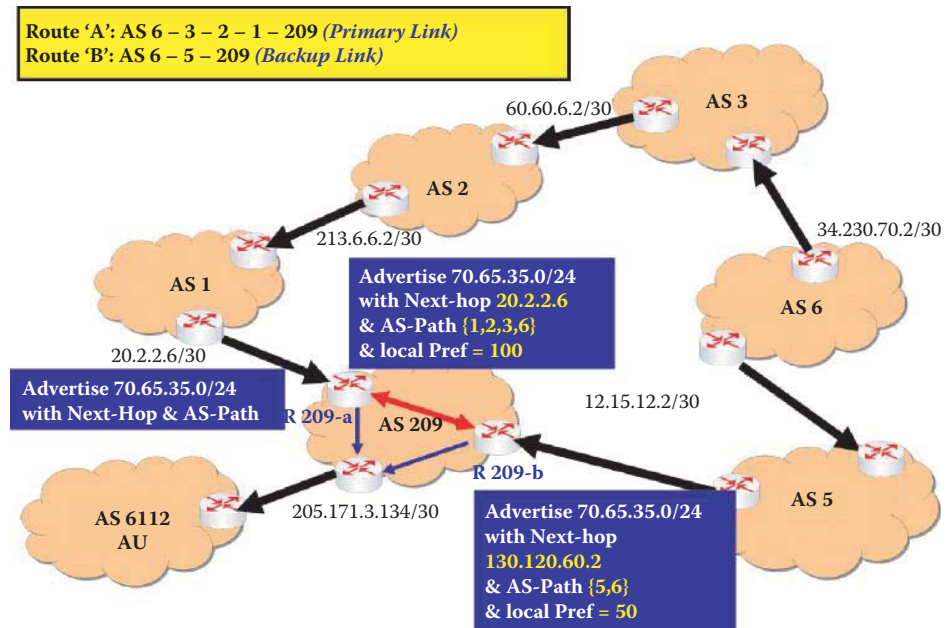 Route ‘A’: AS 6 – 3 – 2 – 1 – 209 (Primary Link)
Route ‘B’: AS 6 – 5 – 209 (Backup Link)
60.60.6.2/30
AS 3
AS 2
213.6.6.2/30
34.230.70.2/30
AS 1
Advertise 70.65.35.0/24
with Next-hop 20.2.2.6
& AS-Path {1,2,3,6}
& local Pref = 100
AS 6
20.2.2.6/30
12.15.12.2/30
Advertise 70.65.35.0/24
with Next-Hop & AS-Path
R 209-a
AS 209
R 209-b
AS 6112
AU
205.171.3.134/30
Advertise 70.65.35.0/24
with Next-hop
130.120.60.2
& AS-Path {5,6}
& local Pref = 50
AS 5